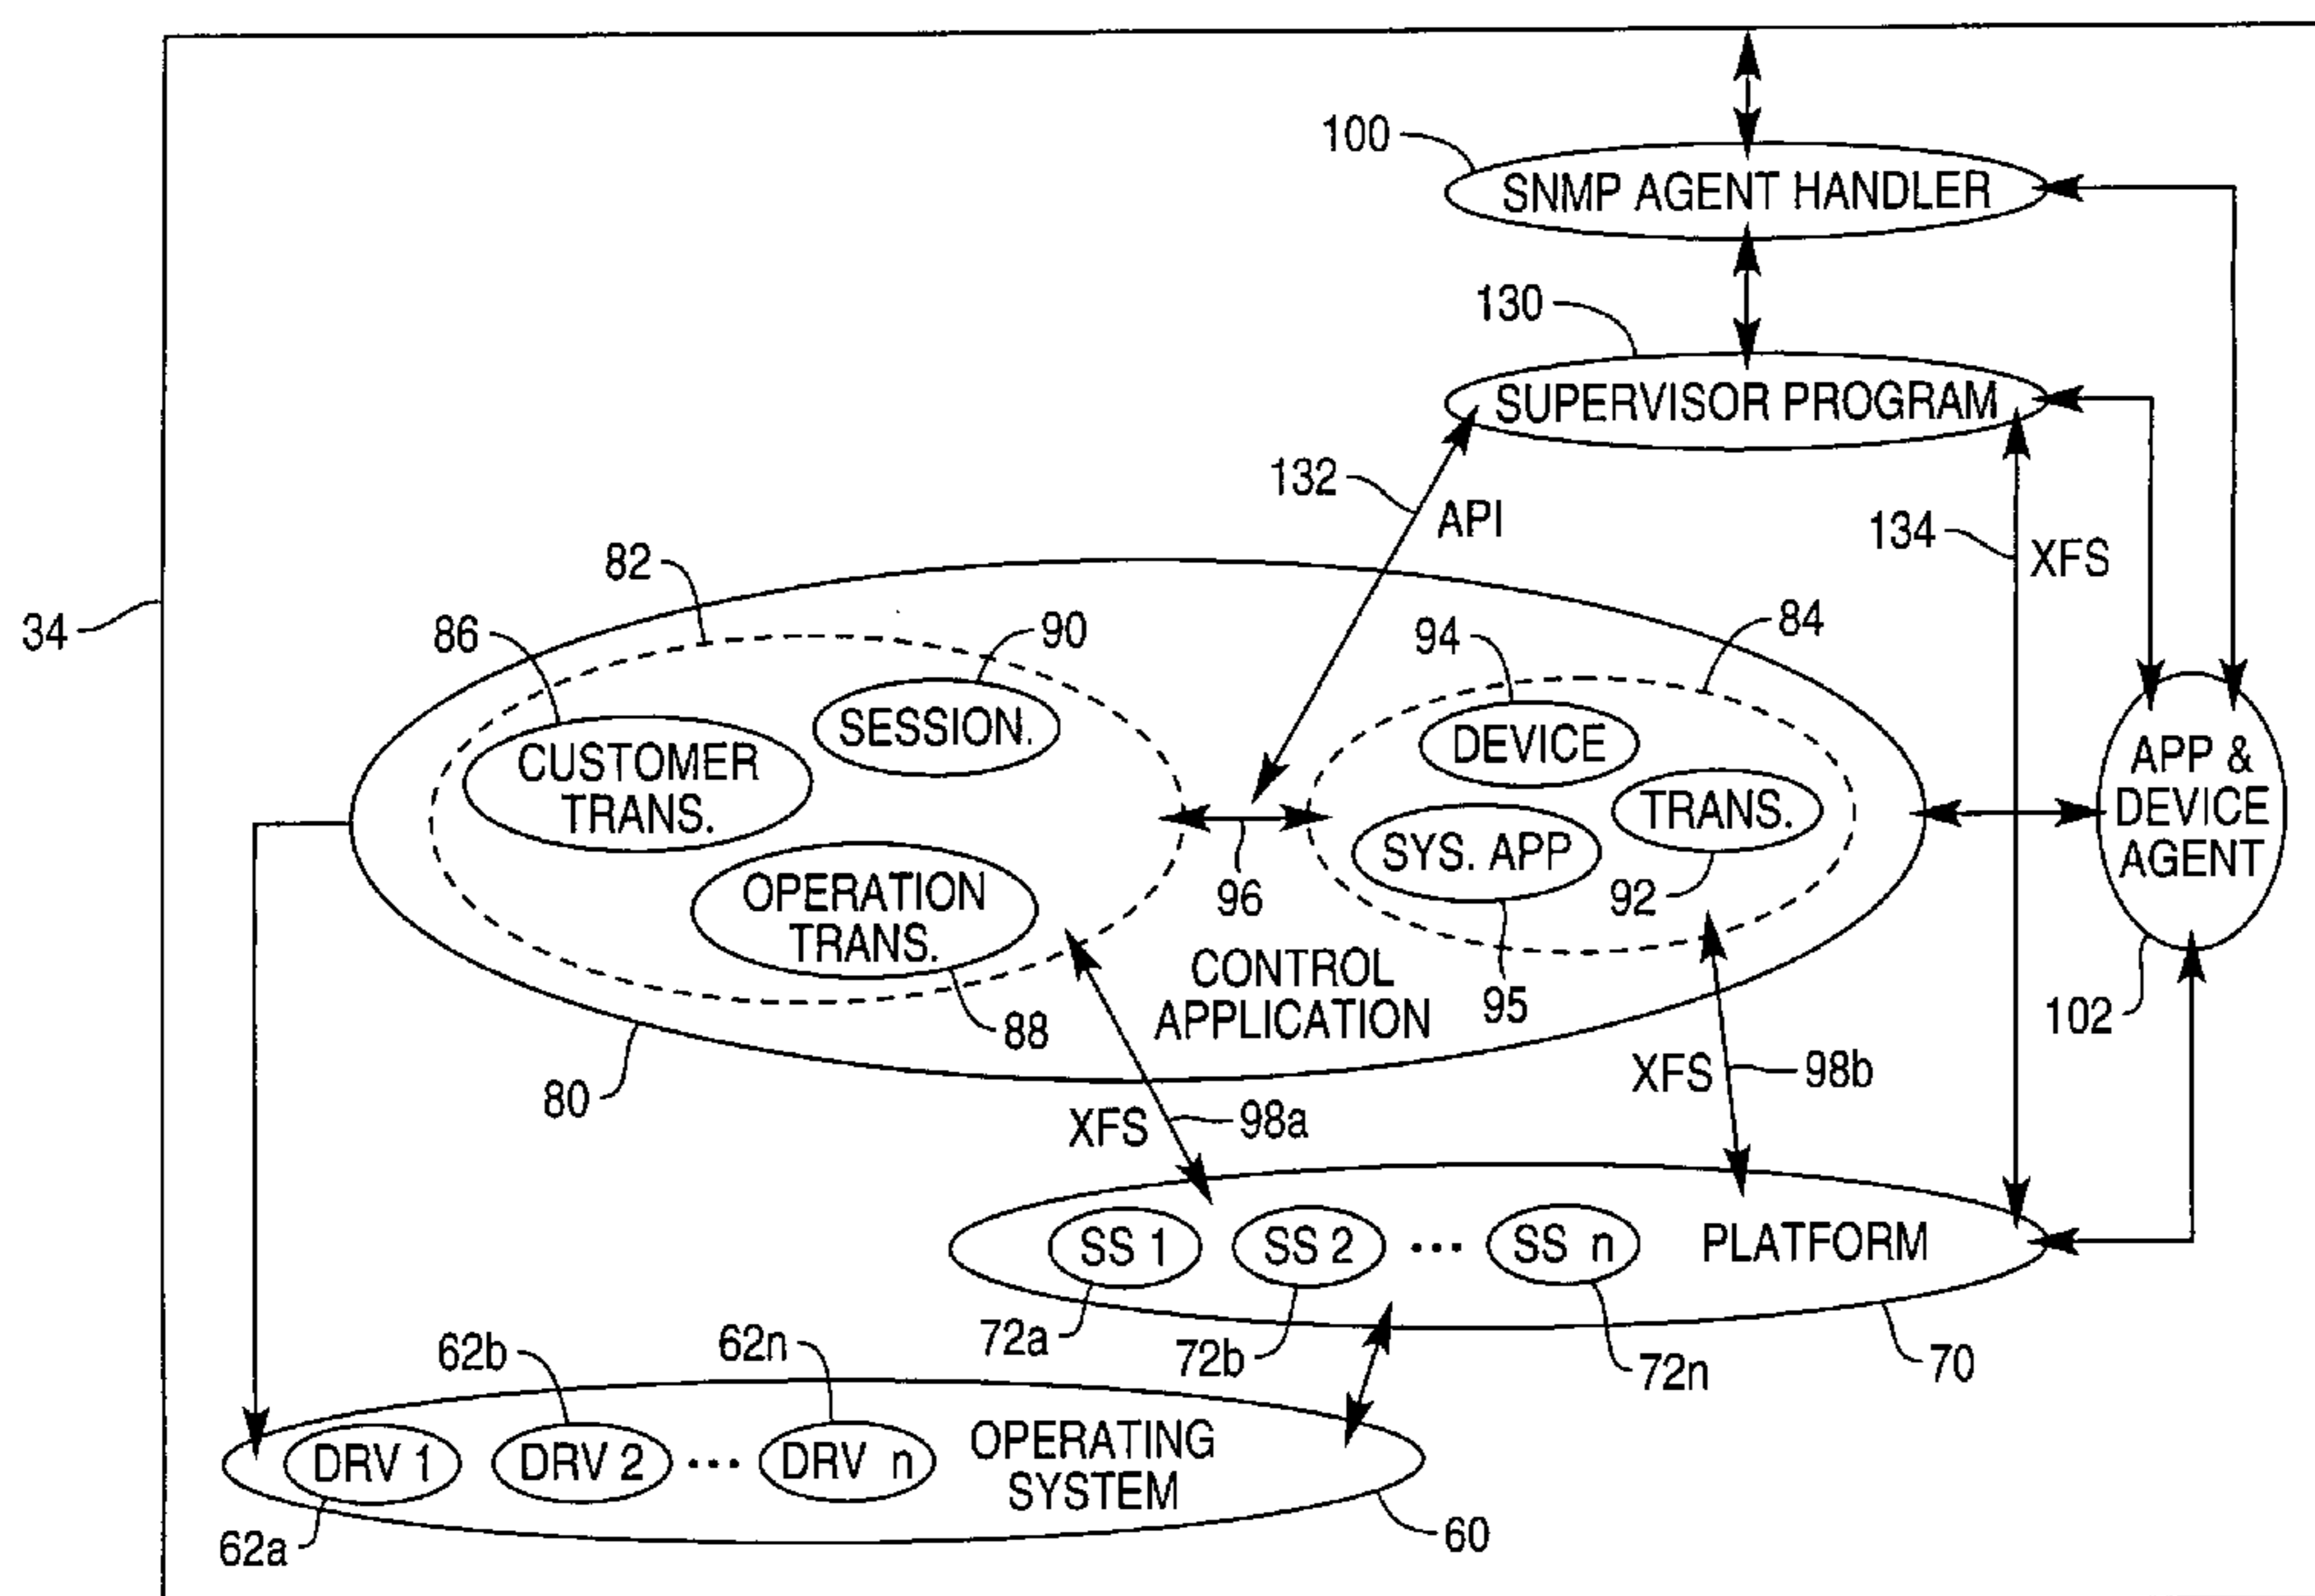 100
SNMP AGENT HANDLER
130
SUPERVISOR PROGRAM
132
API
134
XFS
34
82
86
90
94
84
SESSION.
DEVICE
CUSTOMER
TRANS.
TRANS.
SYS. APP
APP &
DEVICE
AGENT
96
92
OPERATION
TRANS.
CONTROL
APPLICATION
95
88
102
80
XFS
98a
XFS
98b
SS 1
SS 2
...
SS n
PLATFORM
72a
72b
72n
70
62b
62n
DRV 1
DRV 2
...
DRV n
OPERATING
SYSTEM
62a
60